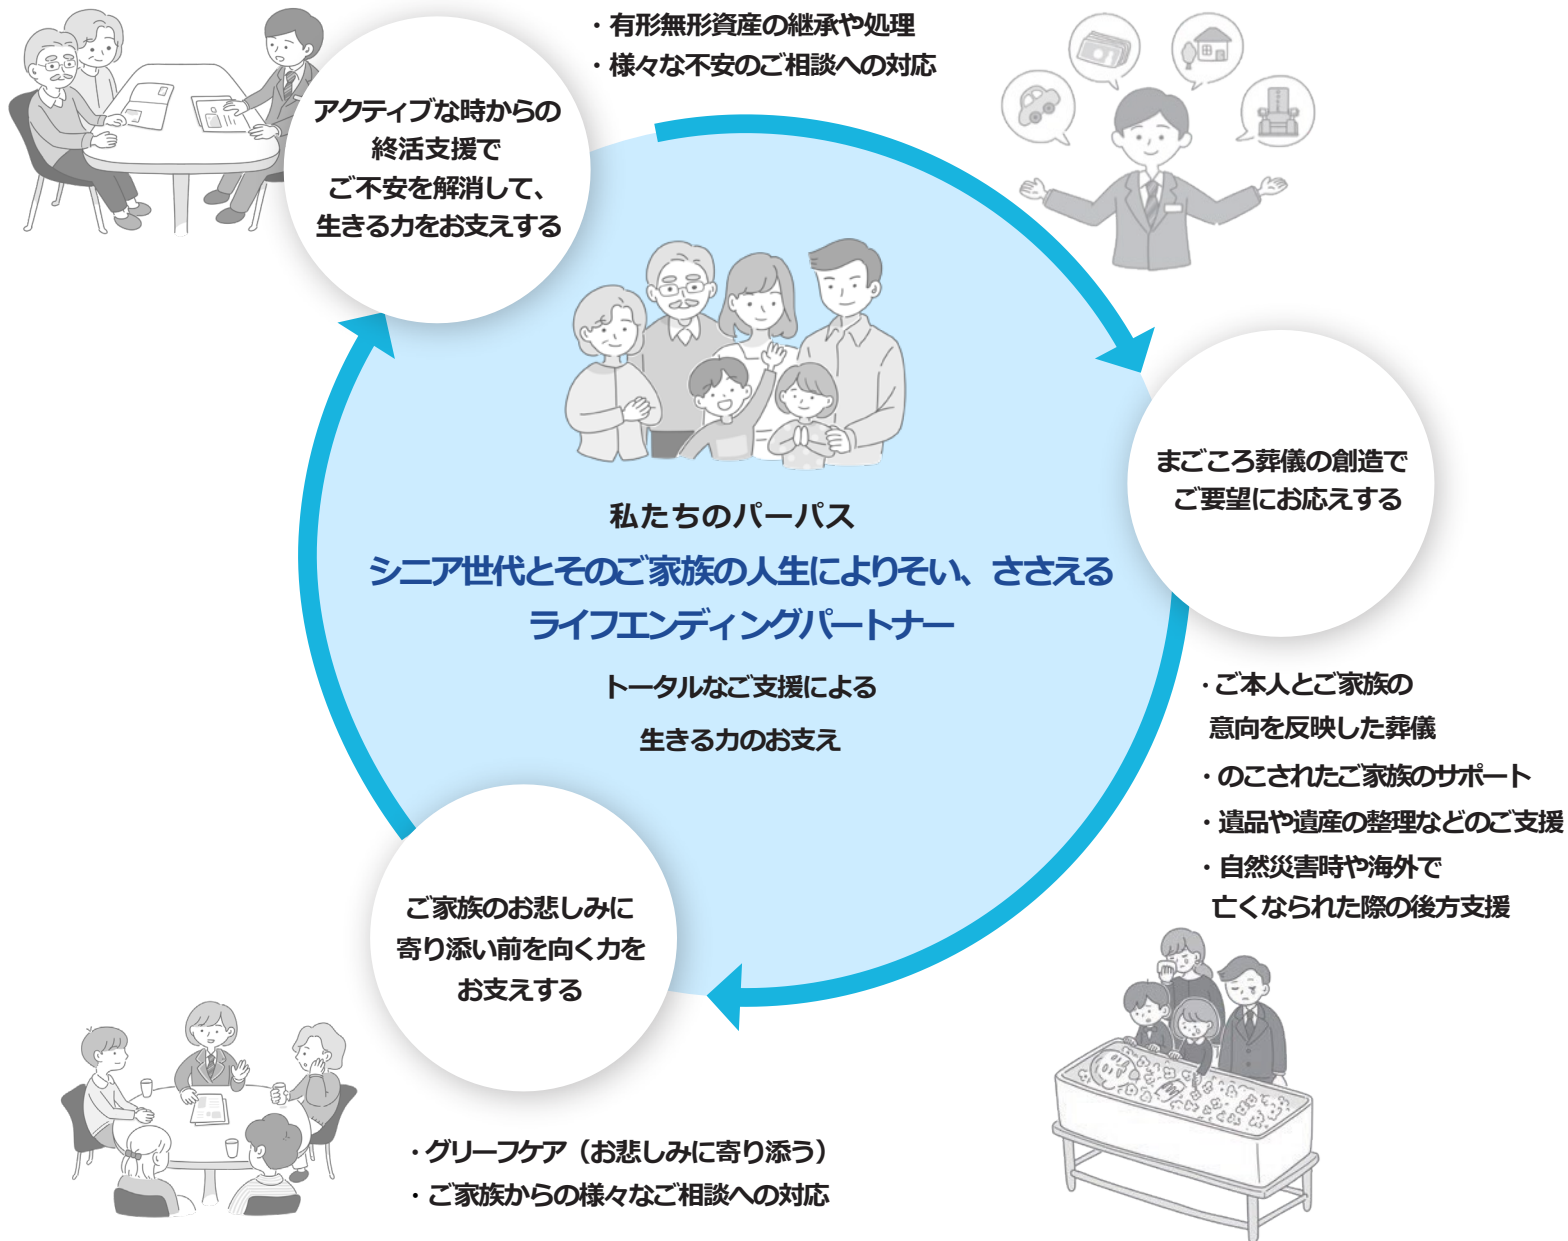 ・有形無形資産の継承や処理
・様々な不安のご相談への対応
アクティブな時からの
終活支援で
ご不安を解消して、
生きる力をお支えする
まごころ葬儀の創造で
ご要望にお応えする
私たちのパーパス
シニア世代とそのご家族の人生によりそい、ささえる
ライフエンディングパートナー
トータルなご支援による
生きる力のお支え
・ご本人とご家族の
意向を反映した葬儀
・のこされたご家族のサポート
・遺品や遺産の整理などのご支援
・自然災害時や海外で
亡くなられた際の後方支援
ご家族のお悲しみに
寄り添い前を向く力を
お支えする
・グリーフケア（お悲しみに寄り添う）
・ご家族からの様々なご相談への対応